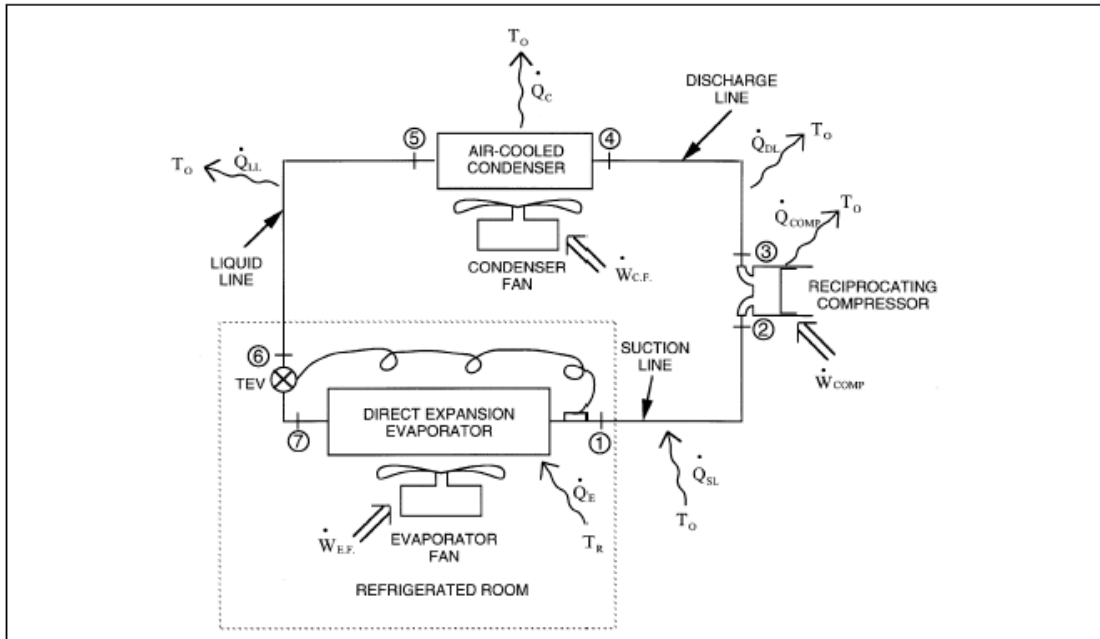 T_O
Q̇_C
DISCHARGE
LINE
⑤
④
AIR-COOLED
CONDENSER
Q̇_DL
T_O
T_O
Q̇_LL
Q̇_COMP
T_O
LIQUID
LINE
CONDENSER
FAN
Ẇ_C.F.
③
RECIPROCATING
COMPRESSOR
②
SUCTION
LINE
Ẇ_COMP
⑥
TEV
DIRECT EXPANSION
EVAPORATOR
⑦
①
Q̇_E
Q̇_SL
T_O
T_R
Ẇ_E.F.
EVAPORATOR
FAN
REFRIGERATED ROOM